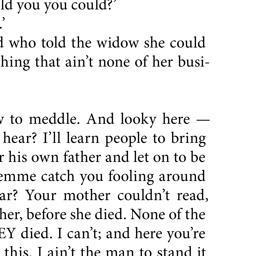 ld you you could?'
.'
d who told the widow she could
hing that ain't none of her busi-
w to meddle. And looky here —
hear? I'll learn people to bring
r his own father and let on to be
emme catch you fooling around
ar? Your mother couldn't read,
her, before she died. None of the
EY died. I can't; and here you're
this. I ain't the man to stand it